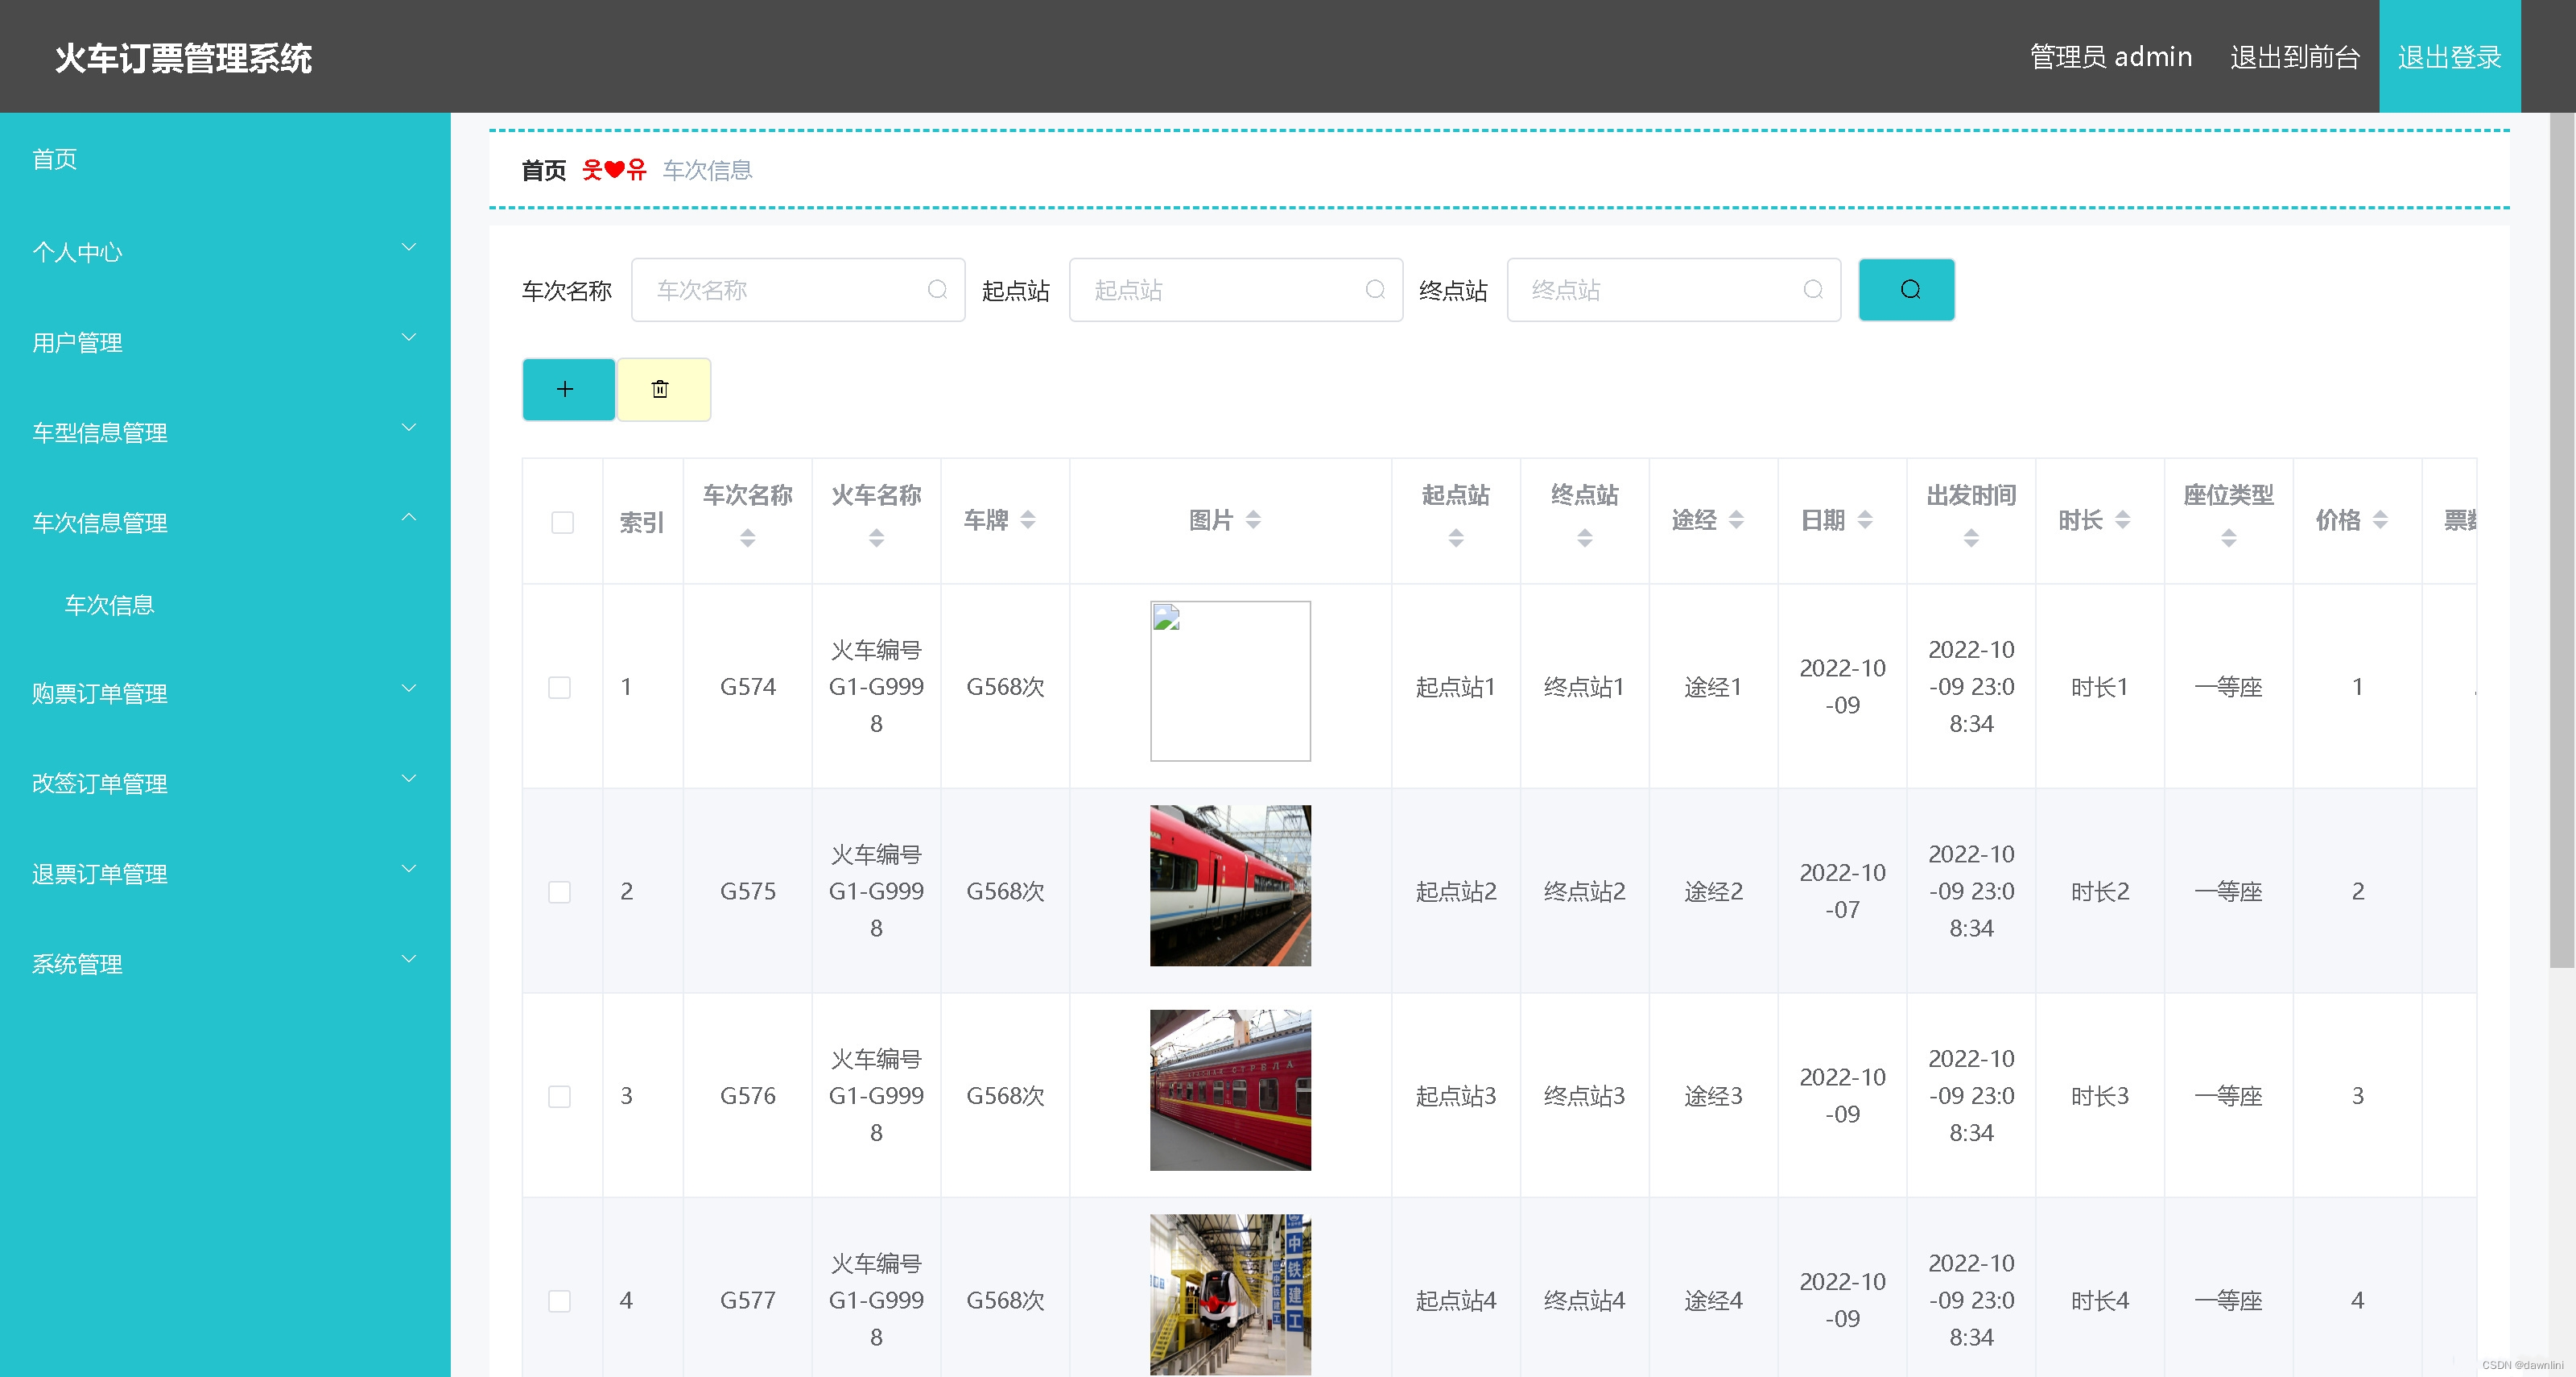 火车订票管理系统
管理员 admin
退出到前台
退出登录
首页
个人中心
用户管理
车型信息管理
车次信息管理
车次信息
购票订单管理
改签订单管理
退票订单管理
系统管理
首页 웃❤유 车次信息
车次名称 车次名称 起点站 起点站 终点站 终点站
索引 车次名称 火车名称 车牌 图片 起点站 终点站 途经 日期 出发时间 时长 座位类型 价格
1 G574 火车编号G1-G9998 G568次 起点站1 终点站1 途经1 2022-10-09 2022-10-09 23:08:34 时长1 一等座 1
2 G575 火车编号G1-G9998 G568次 起点站2 终点站2 途经2 2022-10-07 2022-10-09 23:08:34 时长2 一等座 2
3 G576 火车编号G1-G9998 G568次 起点站3 终点站3 途经3 2022-10-09 2022-10-09 23:08:34 时长3 一等座 3
4 G577 火车编号G1-G9998 G568次 起点站4 终点站4 途经4 2022-10-09 2022-10-09 23:08:34 时长4 一等座 4
中铁建工
CSDN @dawnlini